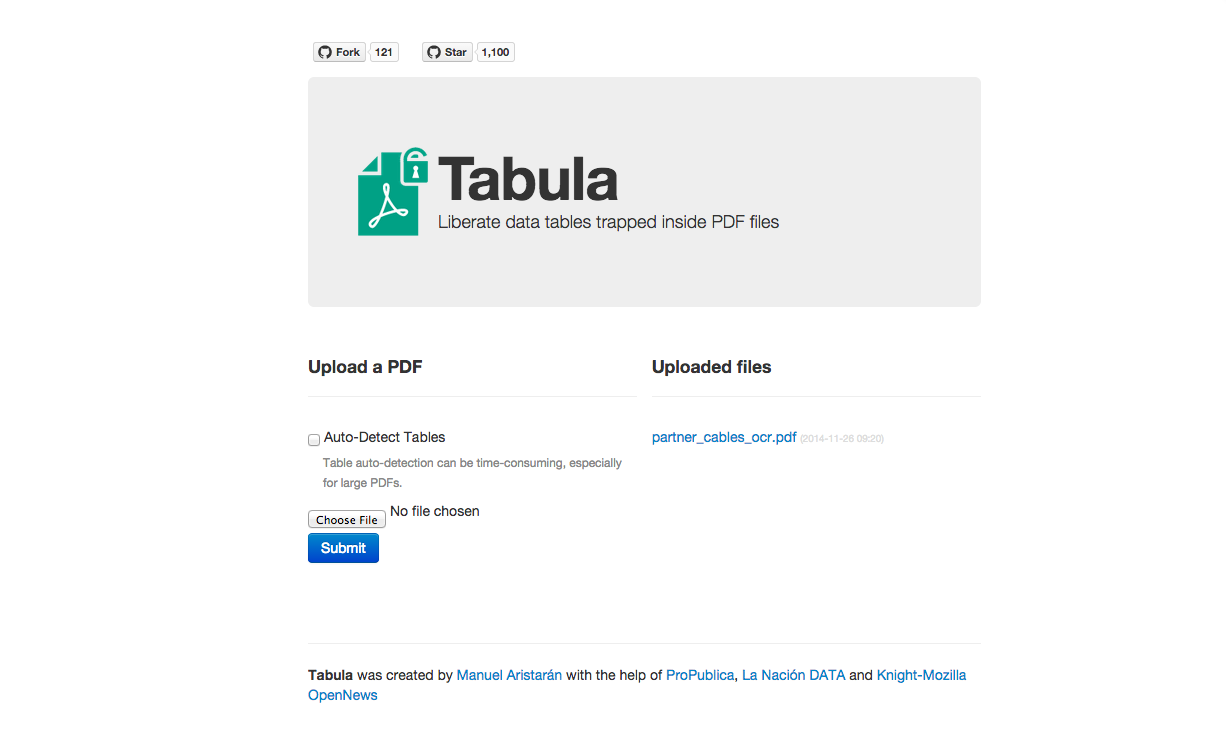 Fork 121 Star 1,100
Tabula
Liberate data tables trapped inside PDF files
Upload a PDF
Auto-Detect Tables
Table auto-detection can be time-consuming, especially
for large PDFs.
Choose File No file chosen
Submit
Uploaded files
partner_cables_ocr.pdf (2014-11-26 09:20)
Tabula was created by Manuel Aristarán with the help of ProPublica, La Nación DATA and Knight-Mozilla
OpenNews